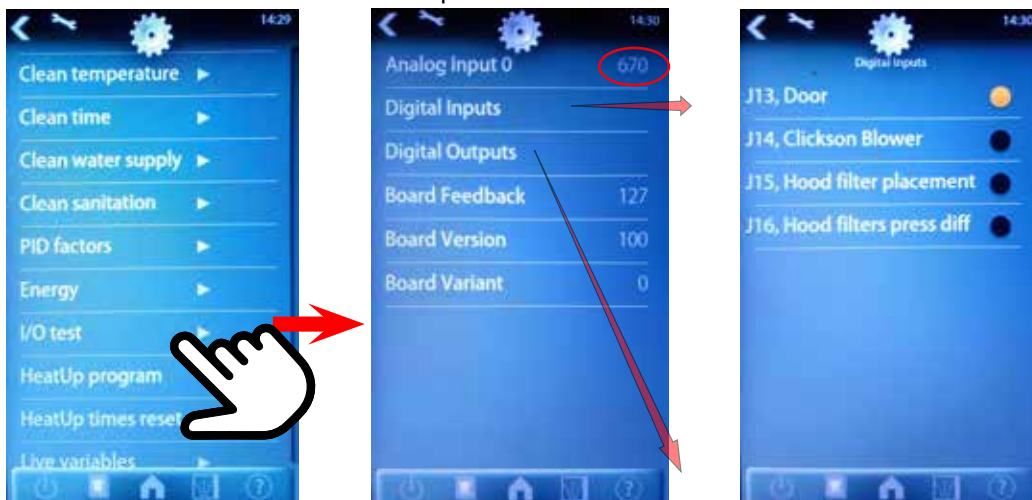 14:29
Clean temperature
Clean time
Clean water supply
Clean sanitation
PID factors
Energy
I/O test
HeatUp program
HeatUp times reset
Live variables
14:30
Analog Input 0 670
Digital Inputs
Digital Outputs
Board Feedback 127
Board Version 100
Board Variant 0
14:30
Digital Inputs
J13, Door
J14, Clickson Blower
J15, Hood filter placement
J16, Hood filters press diff